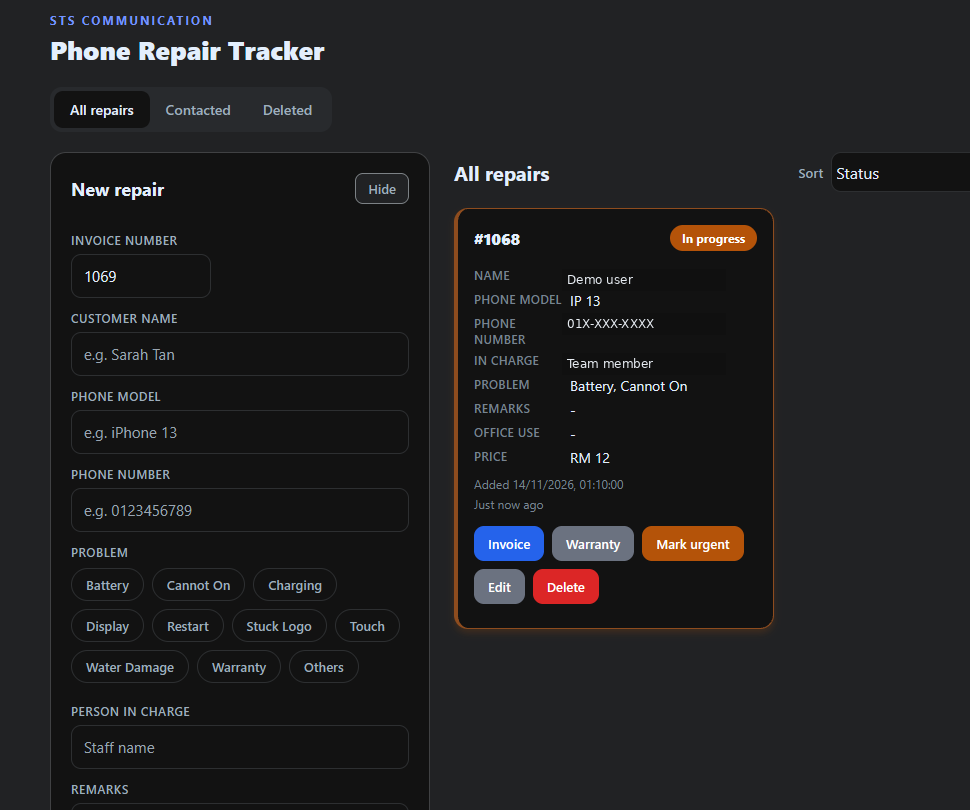 STS COMMUNICATION
Phone Repair Tracker
All repairs Contacted Deleted
New repair Hide
INVOICE NUMBER
1069
CUSTOMER NAME
e.g. Sarah Tan
PHONE MODEL
e.g. iPhone 13
PHONE NUMBER
e.g. 0123456789
PROBLEM
Battery Cannot On Charging
Display Restart Stuck Logo Touch
Water Damage Warranty Others
PERSON IN CHARGE
Staff name
REMARKS
All repairs Sort Status
#1068 In progress
NAME Demo user
PHONE MODEL IP 13
PHONE NUMBER 01X-XXX-XXXX
IN CHARGE Team member
PROBLEM Battery, Cannot On
REMARKS -
OFFICE USE -
PRICE RM 12
Added 14/11/2026, 01:10:00
Just now ago
Invoice Warranty Mark urgent
Edit Delete